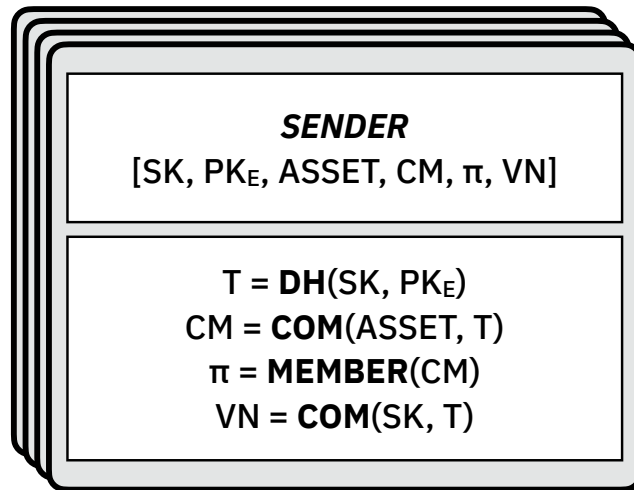 SENDER
[SK, PKE, ASSET, CM, π, VN]
T = DH(SK, PKE)
CM = COM(ASSET, T)
π = MEMBER(CM)
VN = COM(SK, T)